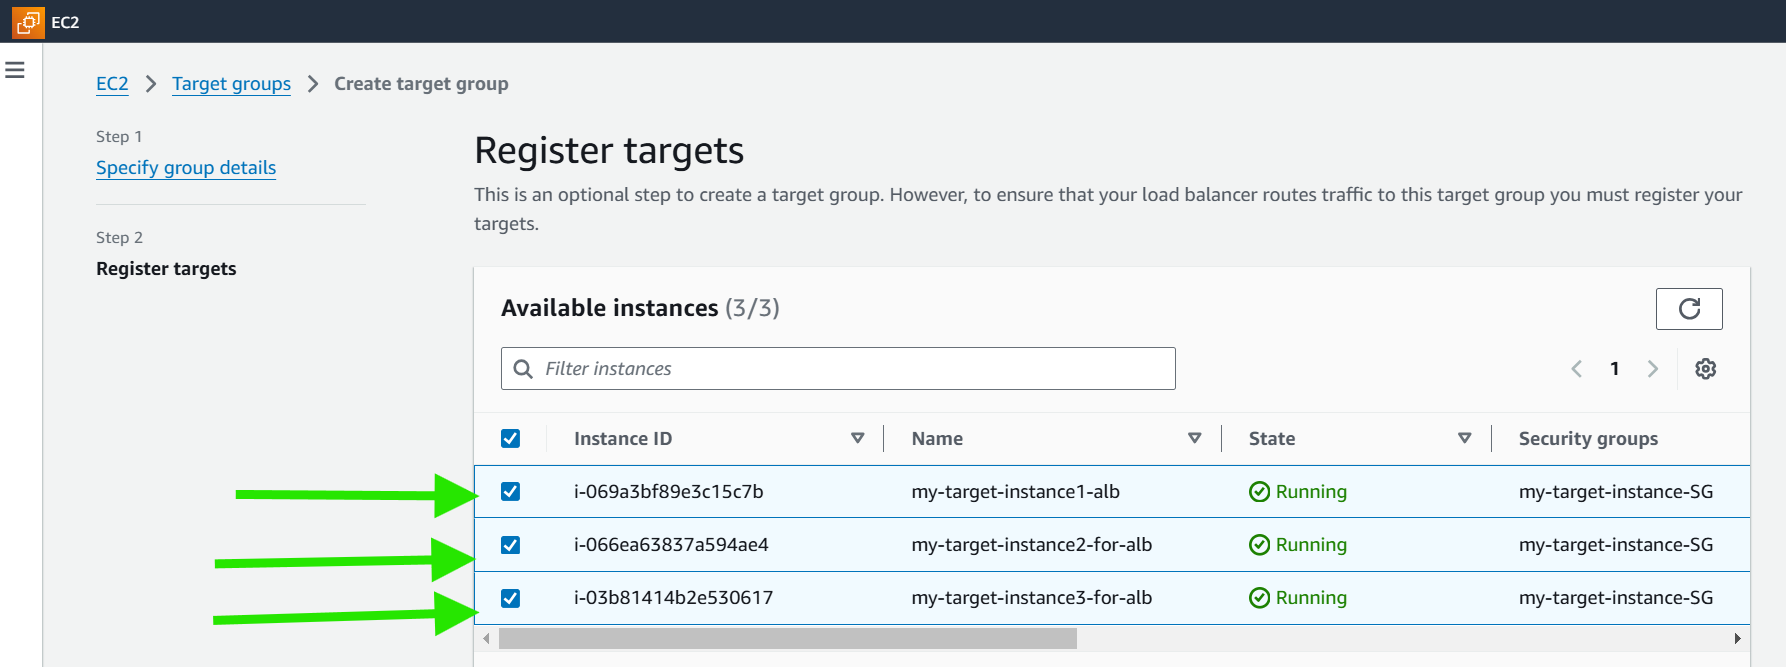 EC2
EC2 > Target groups > Create target group
Step 1
Specify group details
Step 2
Register targets
Register targets
This is an optional step to create a target group. However, to ensure that your load balancer routes traffic to this target group you must register your
targets.
Available instances (3/3)
Filter instances
1
Instance ID Name State Security groups
i-069a3bf89e3c15c7b my-target-instance1-alb Running my-target-instance-SG
i-066ea63837a594ae4 my-target-instance2-for-alb Running my-target-instance-SG
i-03b81414b2e530617 my-target-instance3-for-alb Running my-target-instance-SG